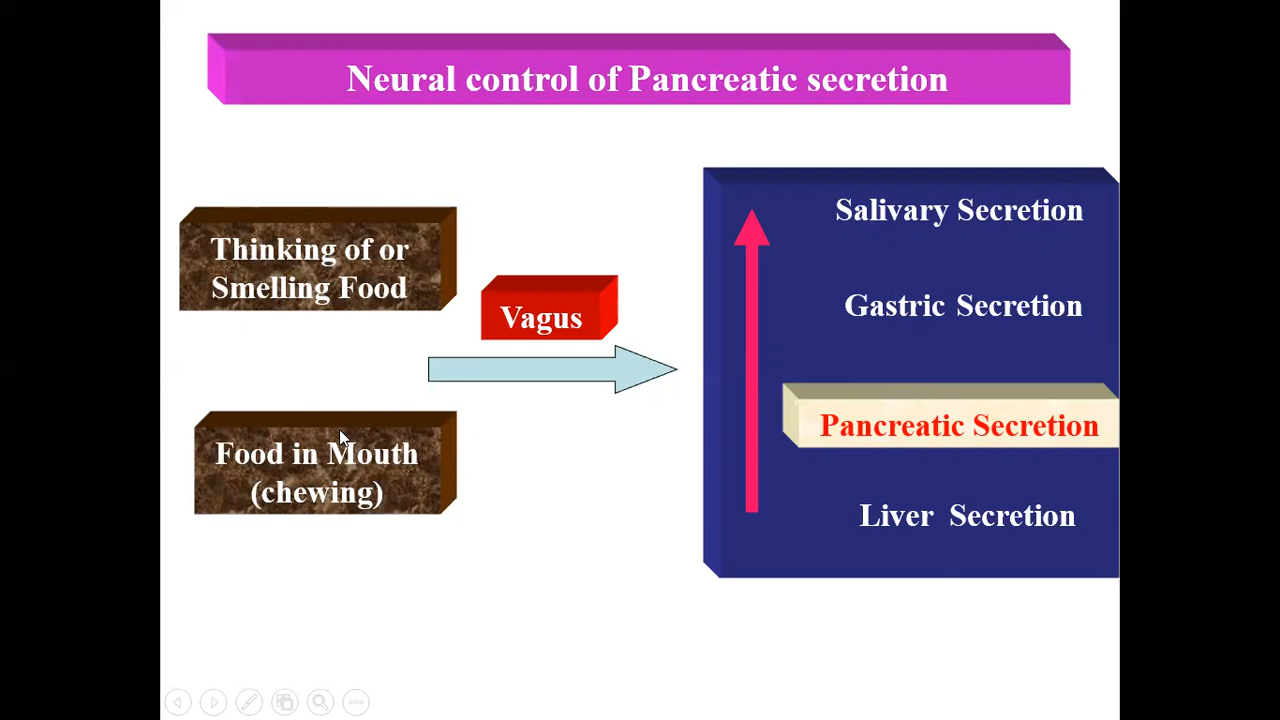 Neural control of Pancreatic secretion
Thinking of or
Smelling Food
Vagus
Food in Mouth
(chewing)
Salivary Secretion
Gastric Secretion
Pancreatic Secretion
Liver Secretion